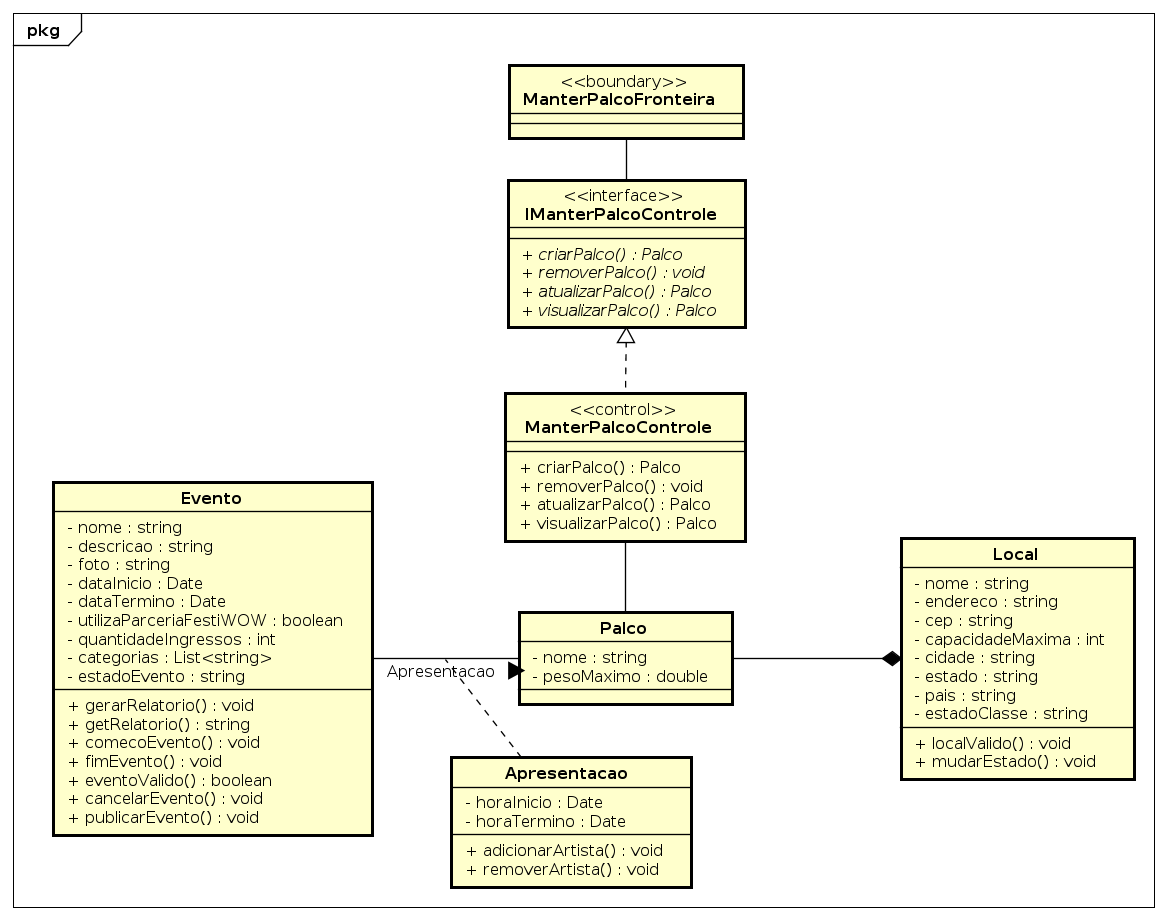 pkg
<<boundary>>
ManterPalcoFronteira
<<interface>>
IManterPalcoControle
+ criarPalco() : Palco
+ removerPalco() : void
+ atualizarPalco() : Palco
+ visualizarPalco() : Palco
<<control>>
ManterPalcoControle
+ criarPalco() : Palco
+ removerPalco() : void
+ atualizarPalco() : Palco
+ visualizarPalco() : Palco
Evento
- nome : string
- descricao : string
- foto : string
- dataInicio : Date
- dataTermino : Date
- utilizaParceriaFestiWOW : boolean
- quantidadeIngressos : int
- categorias : List<string>
- estadoEvento : string
+ gerarRelatorio() : void
+ getRelatorio() : string
+ comecoEvento() : void
+ fimEvento() : void
+ eventoValido() : boolean
+ cancelarEvento() : void
+ publicarEvento() : void
Apresentacao
Palco
- nome : string
- pesoMaximo : double
Local
- nome : string
- endereco : string
- cep : string
- capacidadeMaxima : int
- cidade : string
- estado : string
- pais : string
- estadoClasse : string
+ localValido() : void
+ mudarEstado() : void
Apresentacao
- horaInicio : Date
- horaTermino : Date
+ adicionarArtista() : void
+ removerArtista() : void